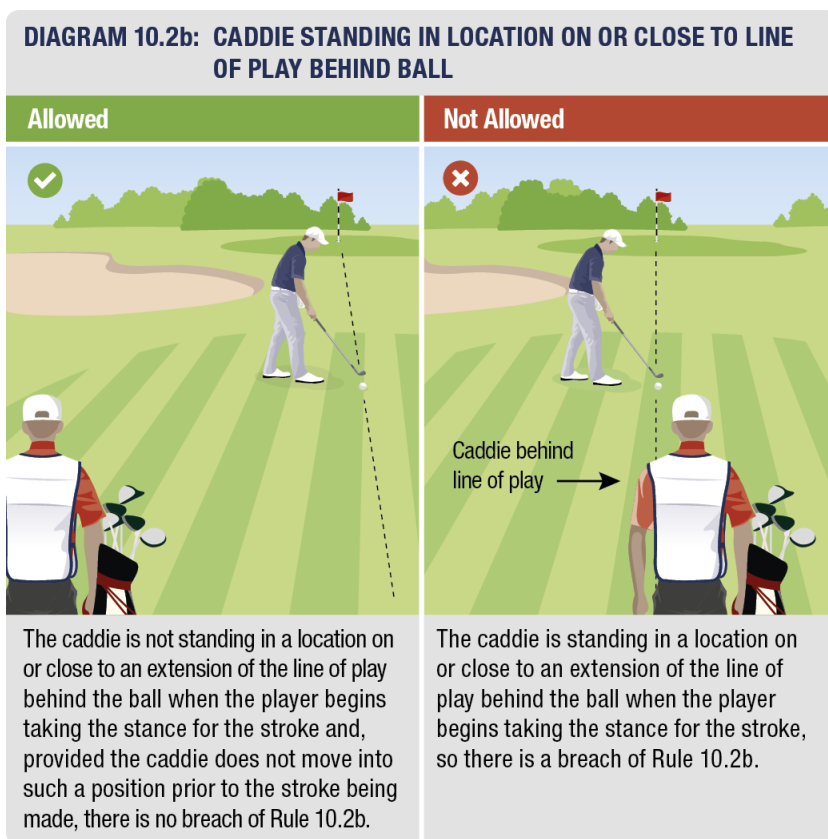 DIAGRAM 10.2b: CADDIE STANDING IN LOCATION ON OR CLOSE TO LINE
OF PLAY BEHIND BALL
Allowed
Not Allowed
Caddie behind
line of play
The caddie is not standing in a location on
or close to an extension of the line of play
behind the ball when the player begins
taking the stance for the stroke and,
provided the caddie does not move into
such a position prior to the stroke being
made, there is no breach of Rule 10.2b.
The caddie is standing in a location on
or close to an extension of the line of
play behind the ball when the player
begins taking the stance for the stroke,
so there is a breach of Rule 10.2b.